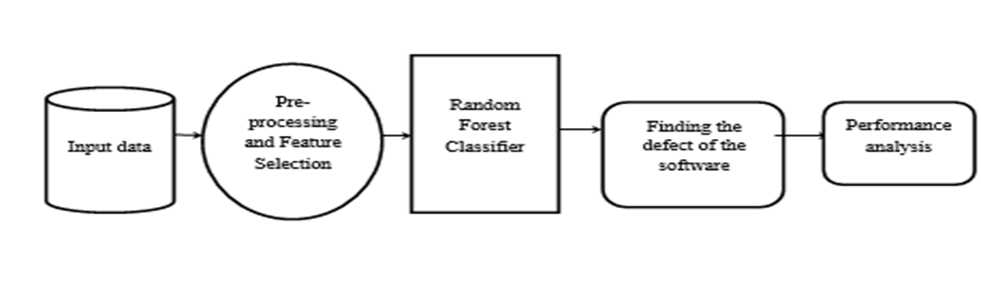 Input data
Pre-
processing
and Feature
Selection
Random
Forest
Classifier
Finding the
defect of the
software
Performance
analysis